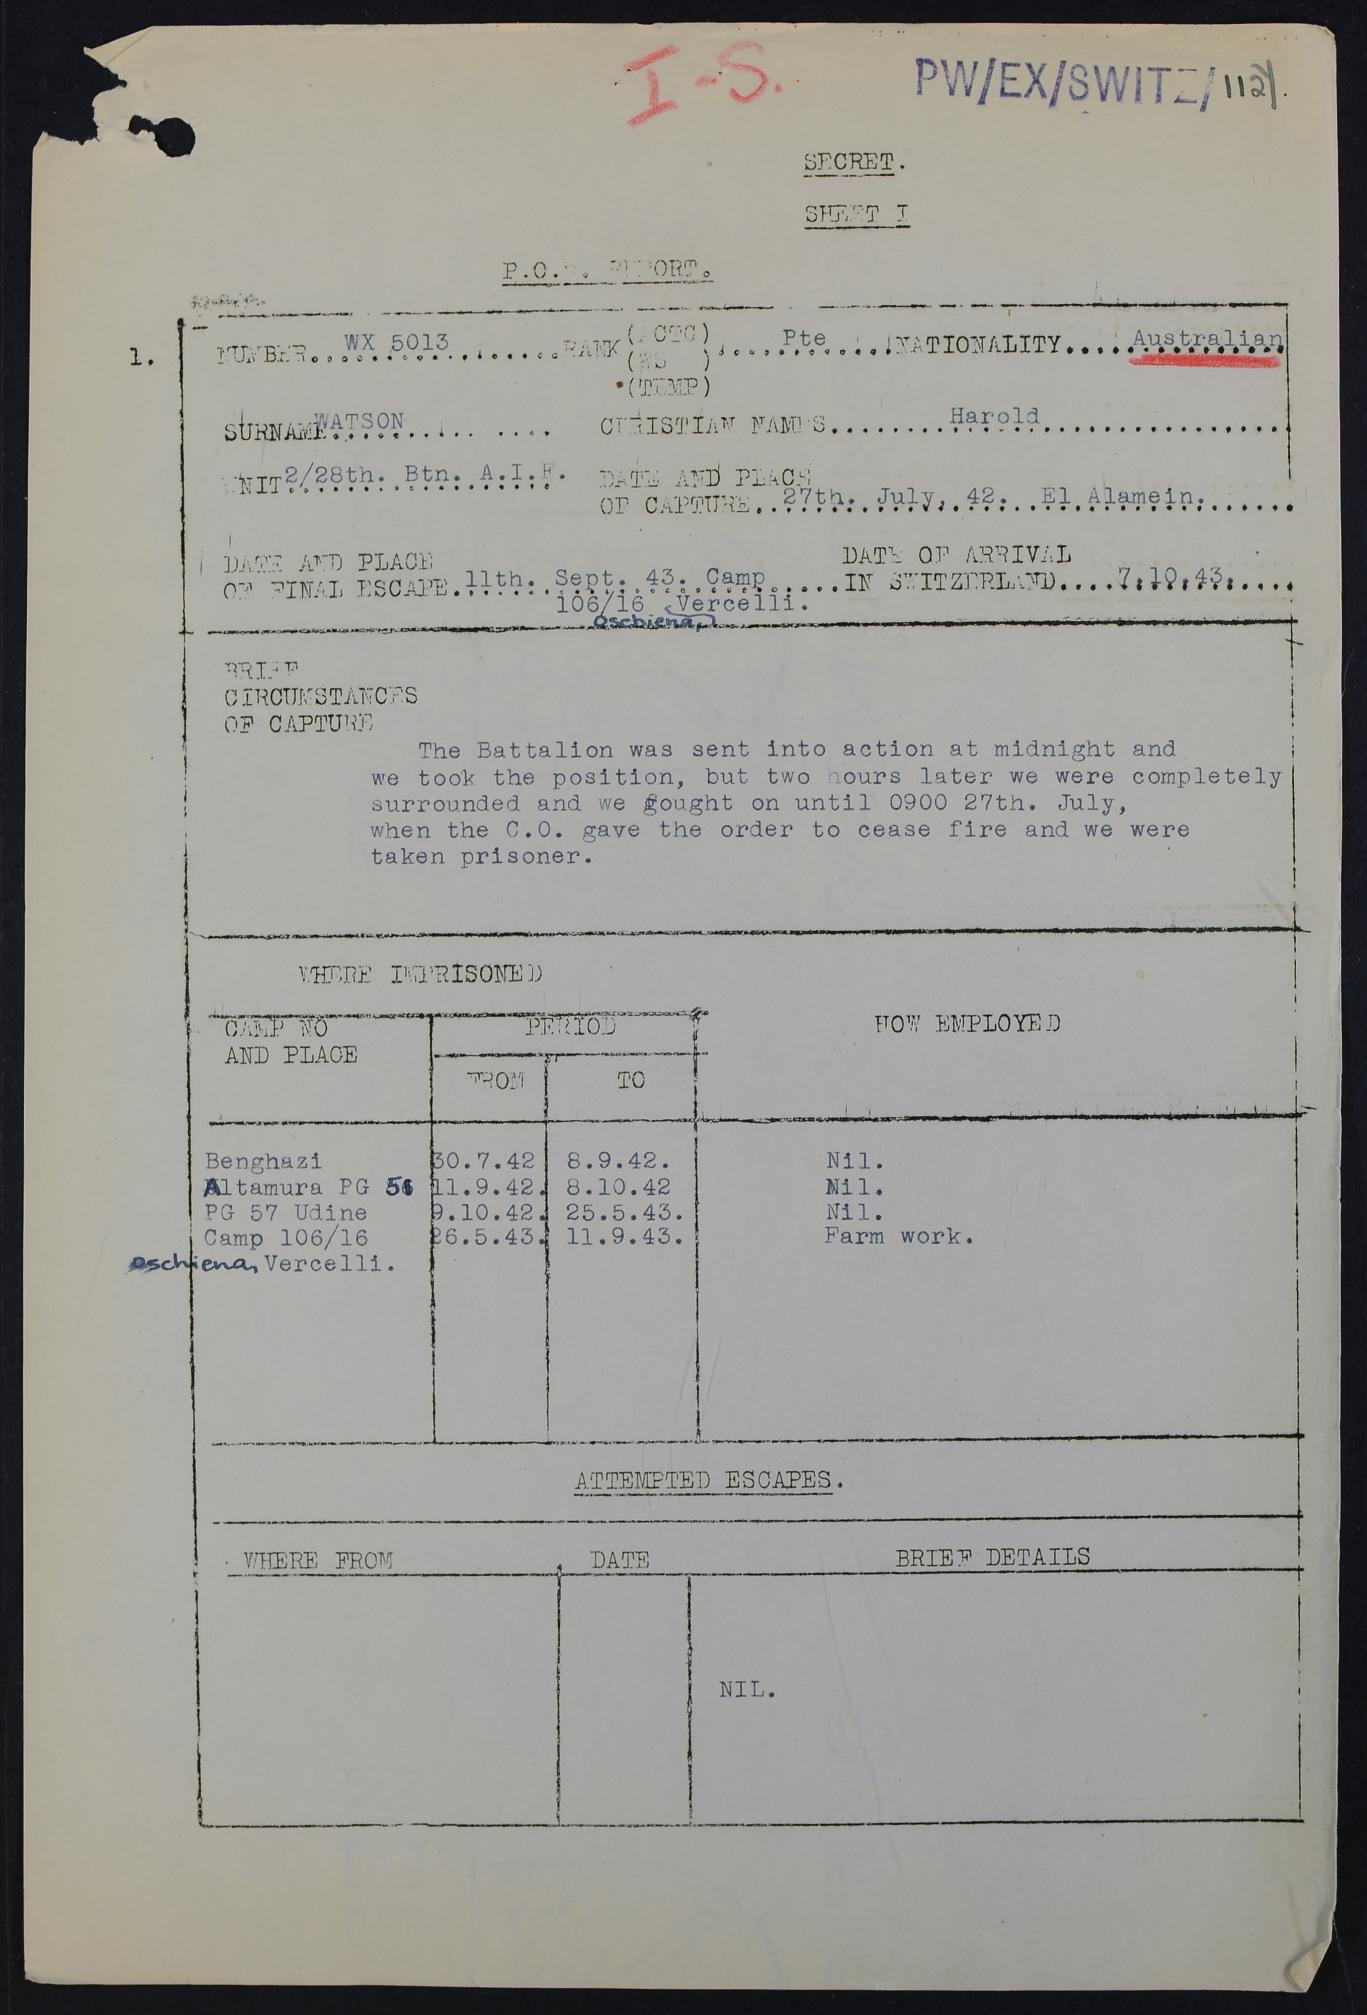 I-S.
PW/EX/SWITZ/
SECRET.
SHEET I
P.O.W. REPORT.
1. NUMBER.. WX 5013 ......RANK (ACTG) .... Pte ....NATIONALITY.... Australian
(WS )
(TEMP)
SURNAME WATSON ........ CHRISTIAN NAMES........ Harold ................
UNIT 2/28th. Btn. A.I.F. DATE AND PLACE
OF CAPTURE.. 27th. July, 42. El Alamein. ......
DATE AND PLACE DATE OF ARRIVAL
OF FINAL ESCAPE. 11th. Sept. 43. Camp .....IN SWITZERLAND.... 7.10.43. ....
106/16 Vercelli.
Oschiena,
BRIEF
CIRCUMSTANCES
OF CAPTURE
The Battalion was sent into action at midnight and
we took the position, but two hours later we were completely
surrounded and we gought on until 0900 27th. July,
when the C.O. gave the order to cease fire and we were
taken prisoner.
WHERE IMPRISONED
CAMP NO PERIOD HOW EMPLOYED
AND PLACE
FROM TO
Benghazi 30.7.42 8.9.42. Nil.
Altamura PG 51 11.9.42. 8.10.42 Nil.
PG 57 Udine 9.10.42. 25.5.43. Nil.
Camp 106/16 26.5.43. 11.9.43. Farm work.
Oschiena, Vercelli.
ATTEMPTED ESCAPES.
WHERE FROM DATE BRIEF DETAILS
NIL.